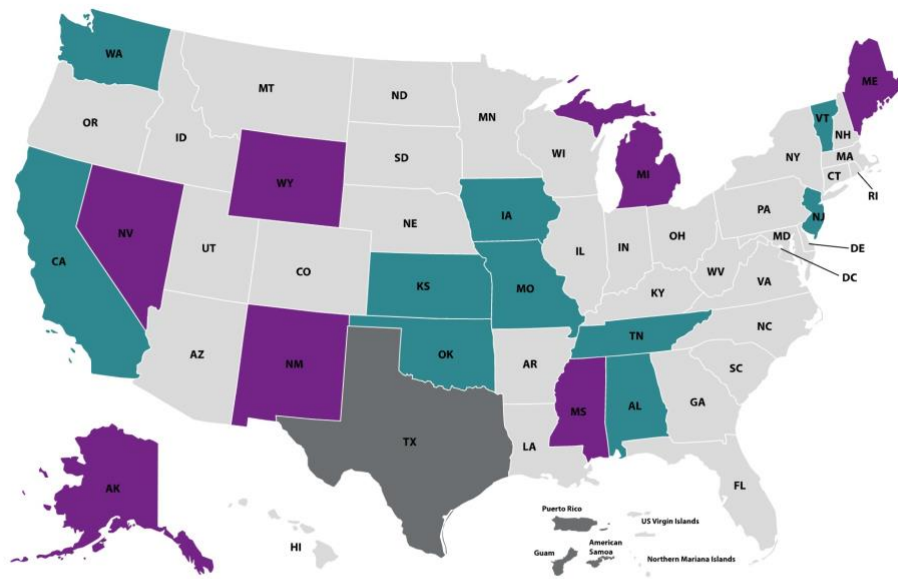 WA
MT
ND
MN
ME
OR
ID
SD
WI
VT
NH
WY
MI
NY
MA
CT
RI
NV
NE
IA
PA
NJ
UT
CO
IL
IN
OH
MD
DE
CA
KS
MO
WV
VA
DC
KY
AZ
NM
OK
AR
TN
NC
SC
TX
MS
AL
GA
LA
AK
FL
HI
Puerto Rico
US Virgin Islands
Guam
American
Samoa
Northern Mariana Islands